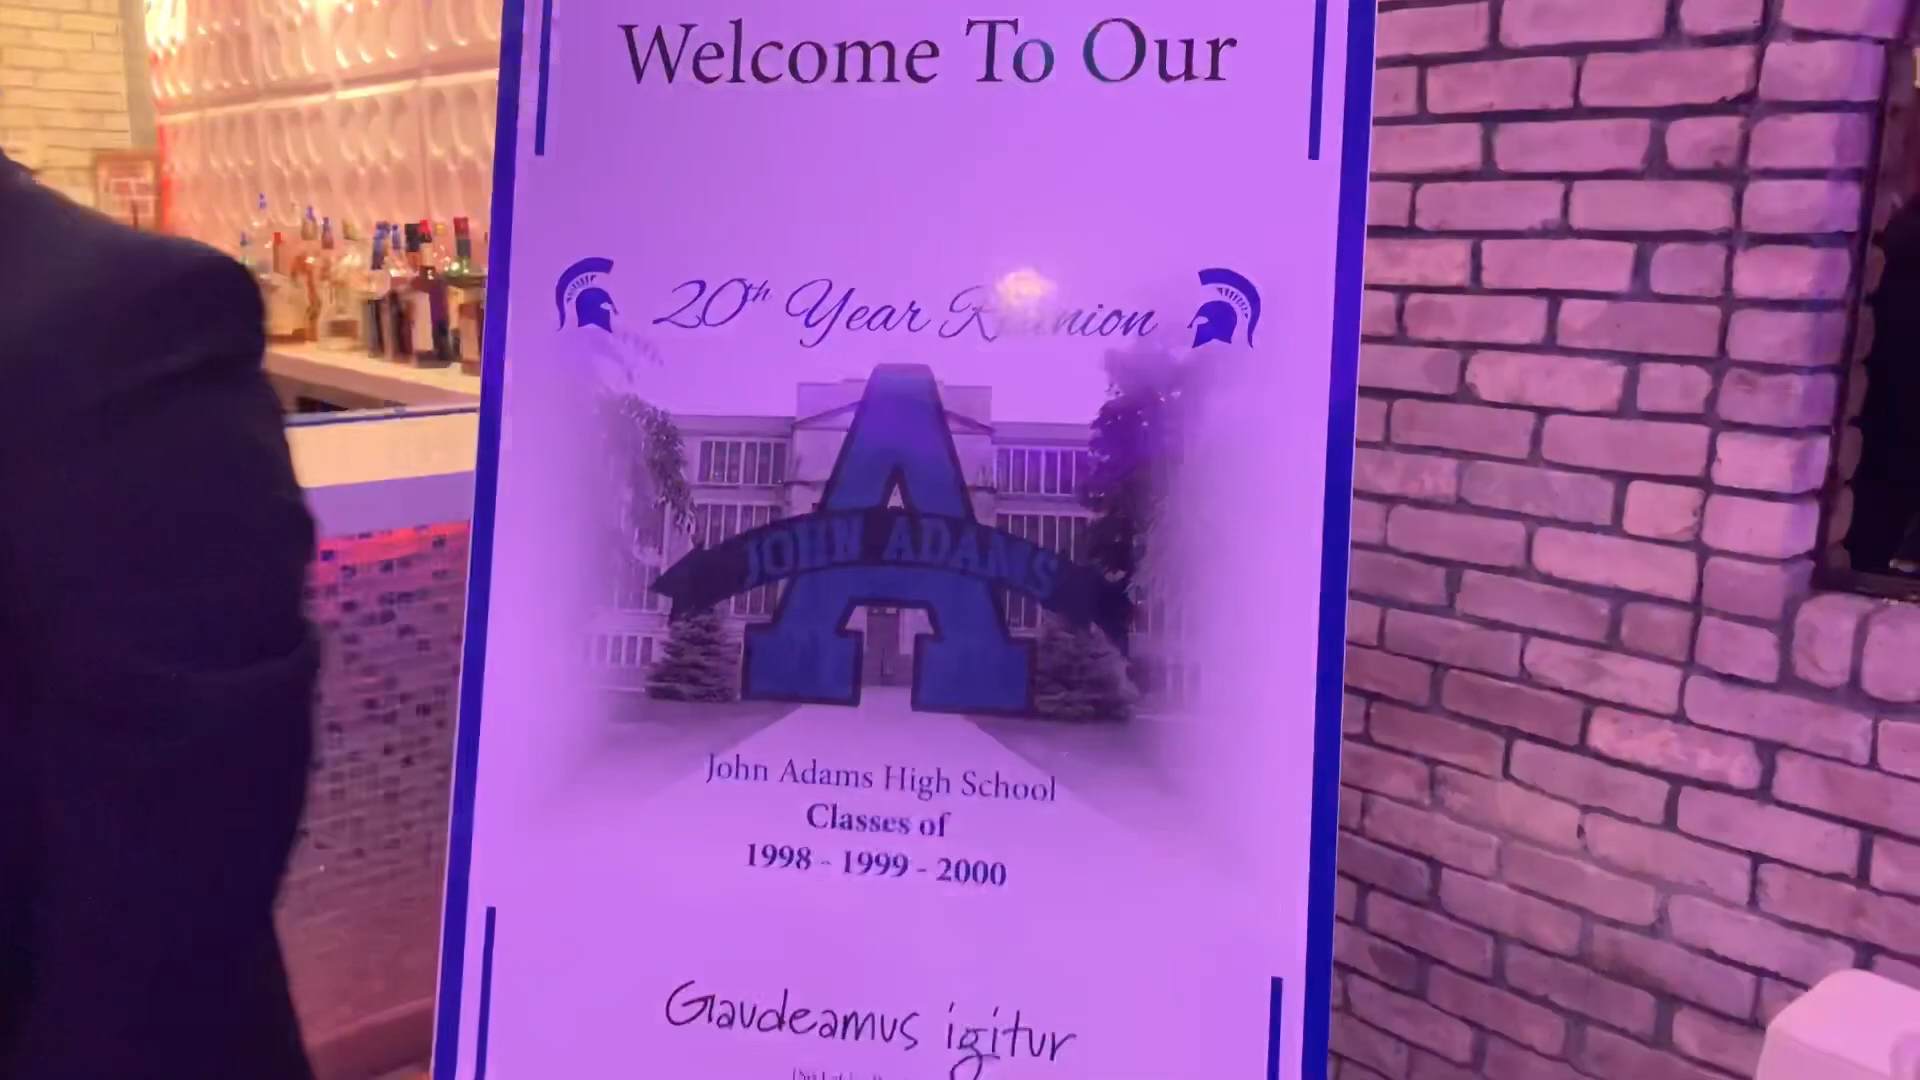 Welcome To Our
20th Year Reunion
JOHN ADAMS
John Adams High School
Classes of
1998 - 1999 - 2000
Gaudeamus igitur